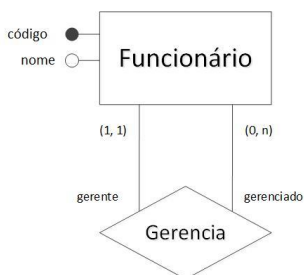 código
nome
Funcionário
(1, 1)
(0, n)
gerente
gerenciado
Gerencia